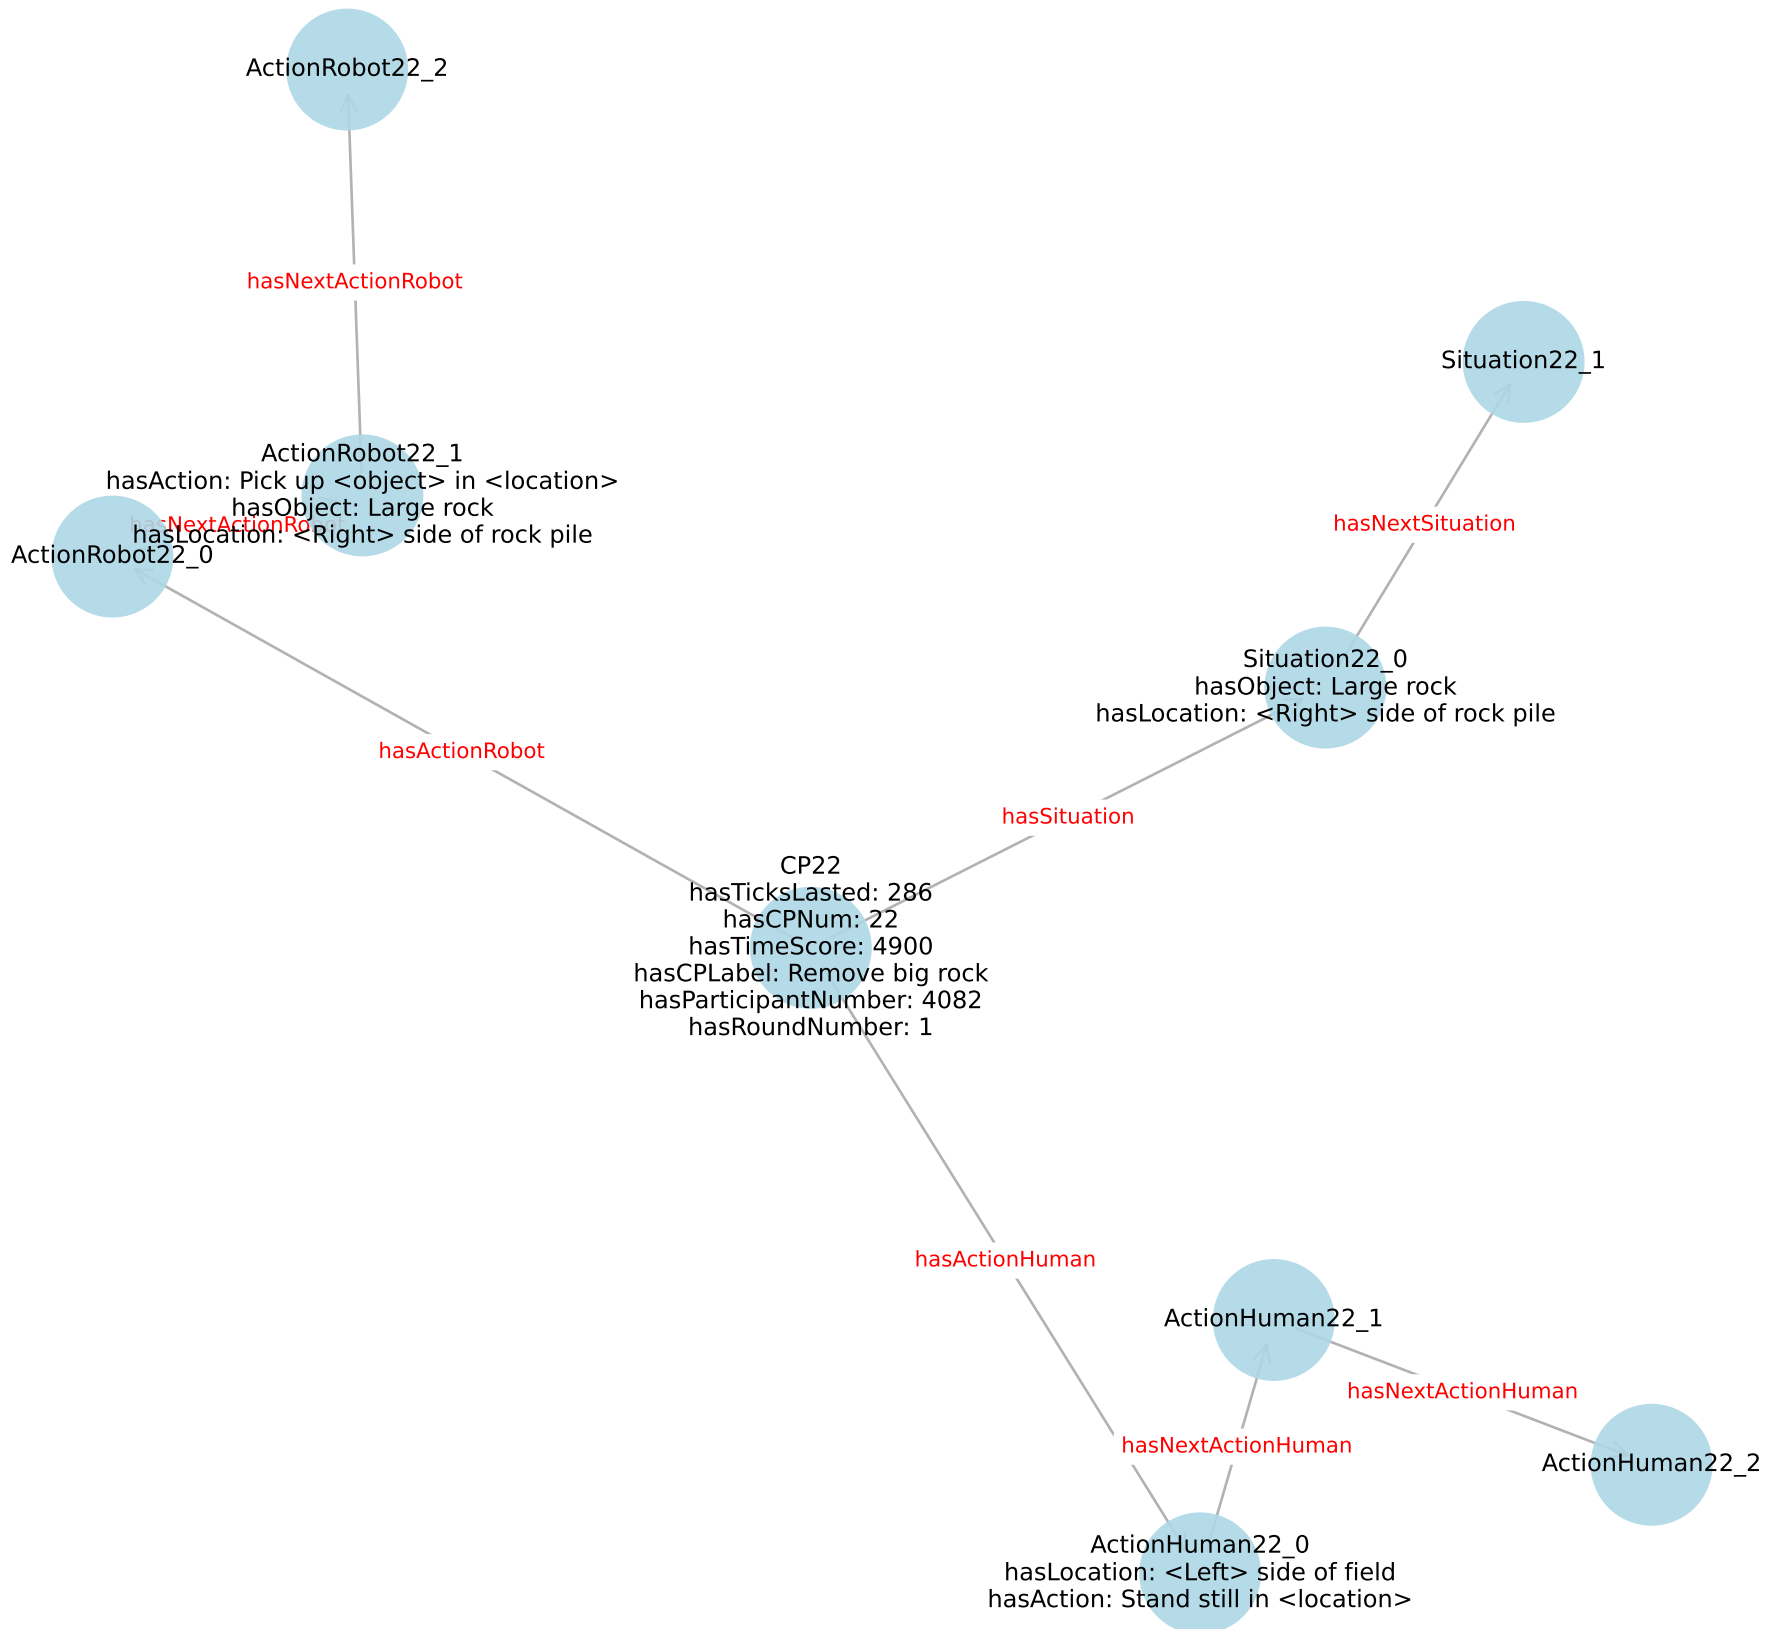 ActionRobot22_2
hasNextActionRobot
Situation22_1
ActionRobot22_1
hasAction: Pick up <object> in <location>
hasObject: Large rock
hasLocation: <Right> side of rock pile
hasNextActionRobot
ActionRobot22_0
hasNextSituation
Situation22_0
hasObject: Large rock
hasLocation: <Right> side of rock pile
hasActionRobot
hasSituation
CP22
hasTicksLasted: 286
hasCPNum: 22
hasTimeScore: 4900
hasCPLabel: Remove big rock
hasParticipantNumber: 4082
hasRoundNumber: 1
hasActionHuman
ActionHuman22_1
hasNextActionHuman
hasNextActionHuman
ActionHuman22_2
ActionHuman22_0
hasLocation: <Left> side of field
hasAction: Stand still in <location>